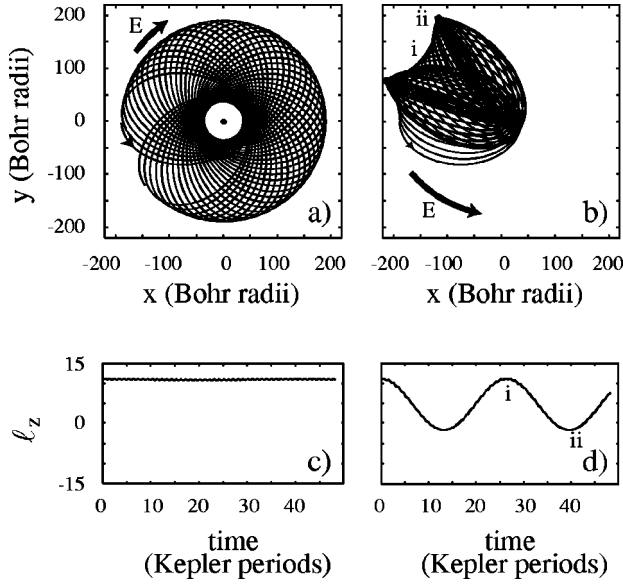 200
100
0
-100
-200
y (Bohr radii)
E
a)
-200 -100 0 100 200
x (Bohr radii)
ii
i
E
b)
-200 -100 0 100 200
x (Bohr radii)
15
0
-15
ℓz
c)
0 10 20 30 40
time
(Kepler periods)
i
ii
d)
0 10 20 30 40
time
(Kepler periods)